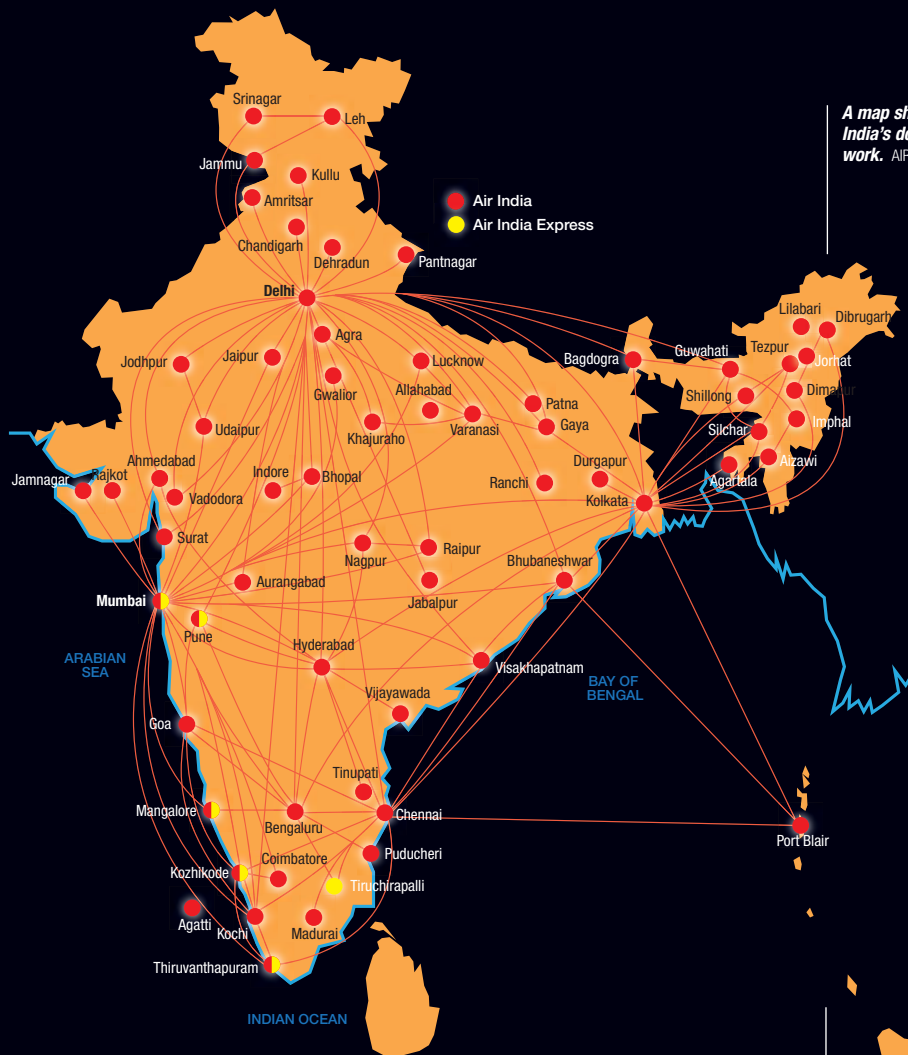 A map sh
India's d
work. AIR
Srinagar
Leh
Jammu
Kullu
Amritsar
Air India
Air India Express
Chandigarh
Dehradun
Pantnagar
Delhi
Lilabari
Dibrugarh
Agra
Guwahati
Tezpur
Jodhpur
Jaipur
Lucknow
Bagdogra
Jorhat
Gwalior
Allahabad
Shillong
Dimapur
Patna
Udaipur
Khajuraho
Varanasi
Gaya
Silchar
Imphal
Ahmedabad
Indore
Durgapur
Aizawi
Jamnagar
Rajkot
Bhopal
Ranchi
Agartala
Vadodora
Kolkata
Surat
Nagpur
Raipur
Bhubaneshwar
Aurangabad
Jabalpur
Mumbai
Pune
Hyderabad
ARABIAN
SEA
Visakhapatnam
BAY OF
BENGAL
Vijayawada
Goa
Tinupati
Mangalore
Chennai
Bengaluru
Port Blair
Coimbatore
Puducheri
Kozhikode
Tiruchirapalli
Agatti
Kochi
Madurai
Thiruvanthapuram
INDIAN OCEAN